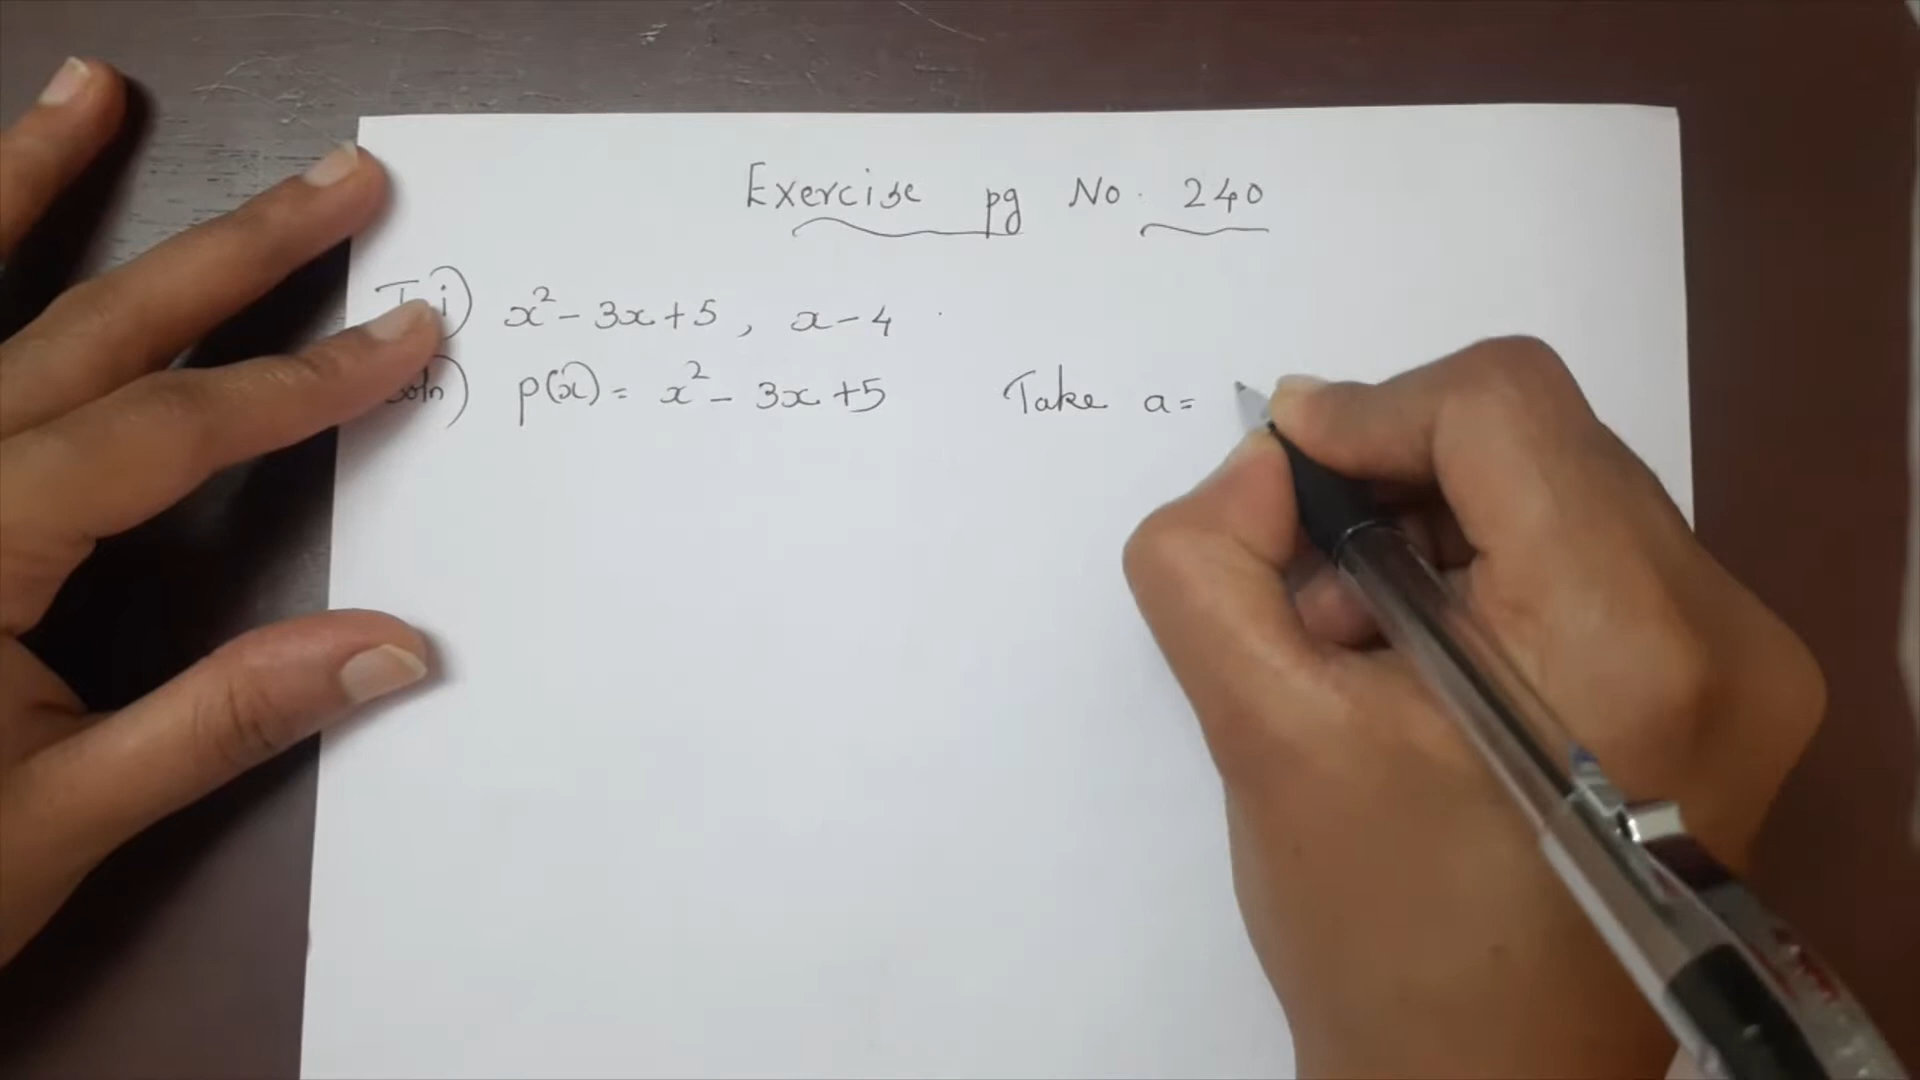 Exercise pg No. 240
I i) x² - 3x + 5, x - 4
Soln) p(x) = x² - 3x + 5 Take a =